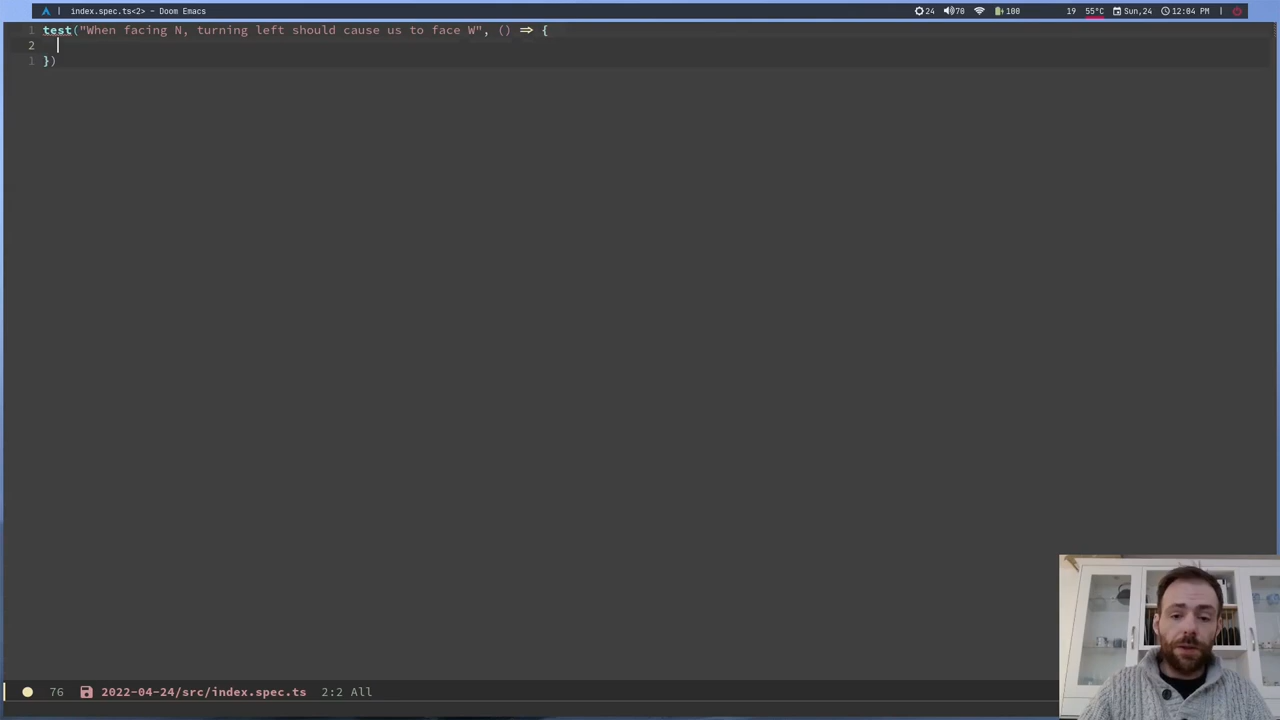 index.spec.ts<2> - Doom Emacs
24 70 +100 19 55°C Sun,24 12:04 PM
1 test("When facing N, turning left should cause us to face W", () => {
2
1 })
76 2022-04-24/src/index.spec.ts 2:2 All